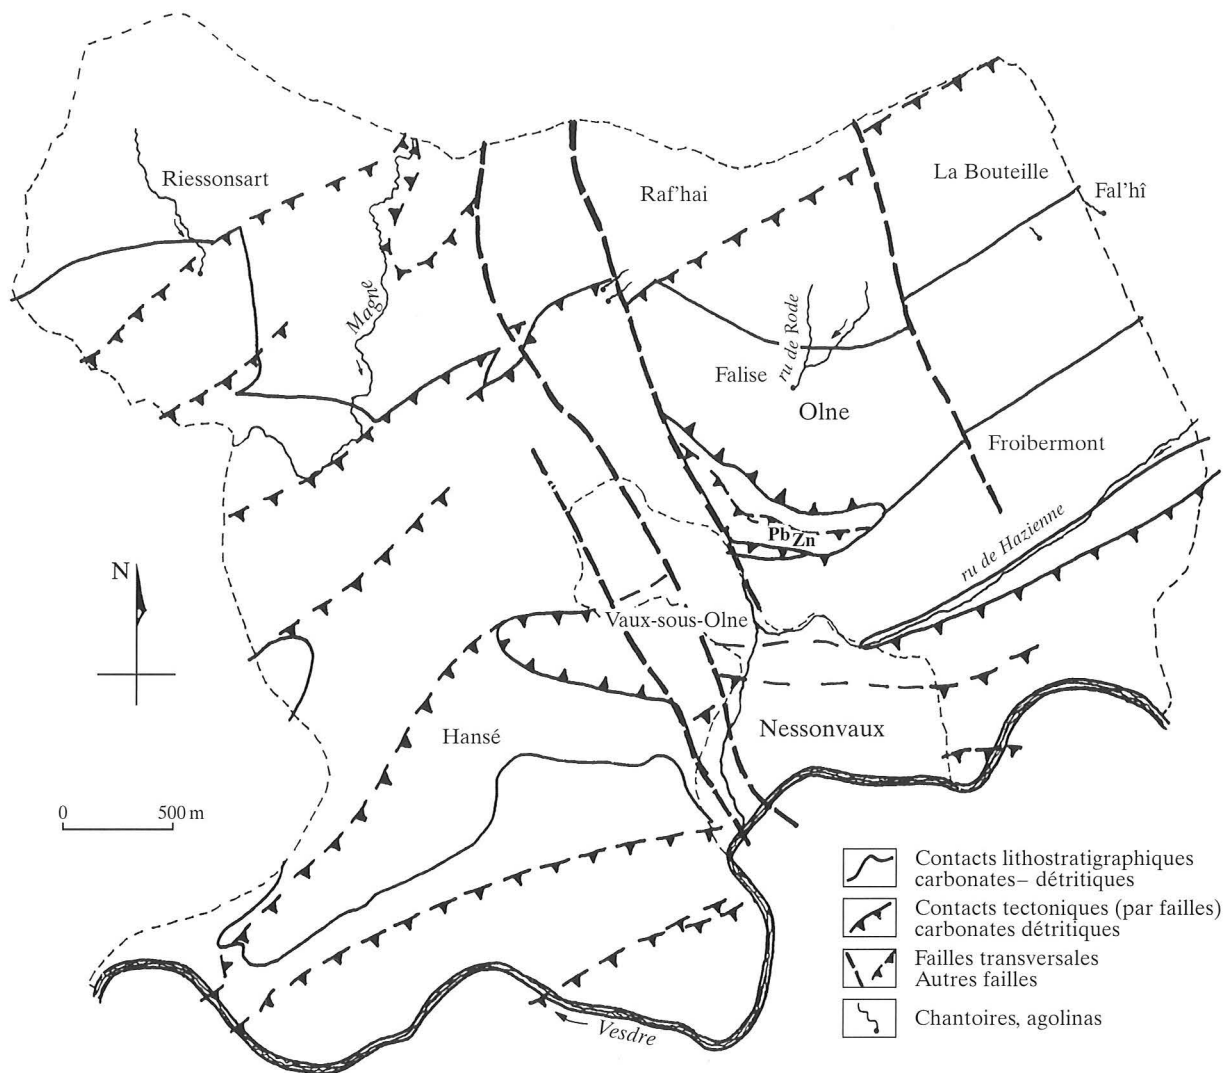 Riessonsart
Raf'hai
La Bouteille
Fal'hî
Magne
ru de Rode
Falise
Olne
Froibermont
Pb Zn
ru de Hazienne
N
Vaux-sous-Olne
Hansé
Nessonvaux
0 500 m
Vesdre
Contacts lithostratigraphiques
carbonates– détritiques
Contacts tectoniques (par failles)
carbonates détritiques
Failles transversales
Autres failles
Chantoires, agolinas